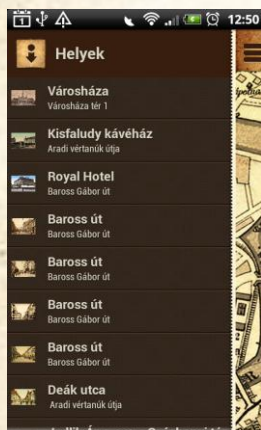 12:50
Helyek
Városháza
Városháza tér 1
Kisfaludy kávéház
Aradi vértanúk útja
Royal Hotel
Baross Gábor út
Baross út
Baross Gábor út
Baross út
Baross Gábor út
Baross út
Baross Gábor út
Baross út
Baross Gábor út
Deák utca
Aradi vértanúk útja